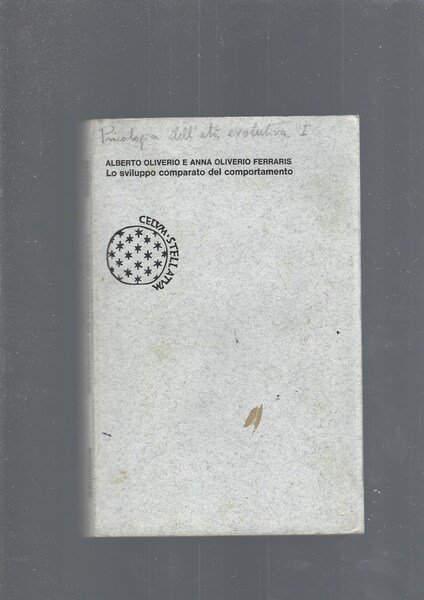 Psicologia dell'età evolutiva I
ALBERTO OLIVERIO E ANNA OLIVERIO FERRARIS
Lo sviluppo comparato del comportamento
CELVM·STELLATVM